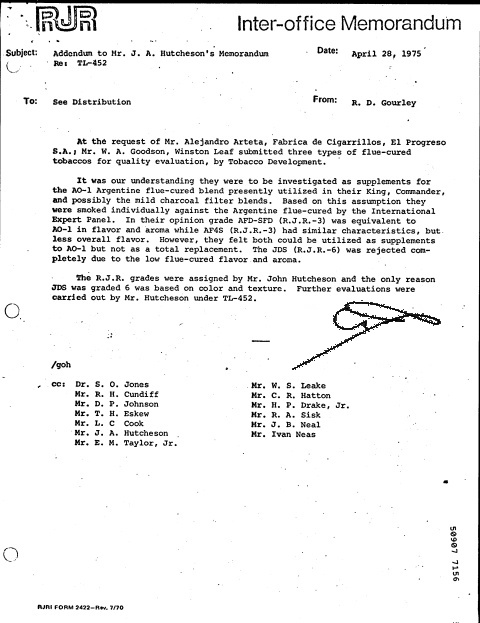 RJR
Inter-office Memorandum
Subject: Addendum to Mr. J. A. Hutcheson's Memorandum
Re: TL-452
Date: April 28, 1975
To: See Distribution
From: R. D. Gourley
At the request of Mr. Alejandro Arteta, Fabrica de Cigarrillos, El Progreso
S.A.; Mr. W. A. Goodson, Winston Leaf submitted three types of flue-cured
tobaccos for quality evaluation, by Tobacco Development.
It was our understanding they were to be investigated as supplements for
the AO-1 Argentine flue-cured blend presently utilized in their King, Commander,
and possibly the mild charcoal filter blends. Based on this assumption they
were smoked individually against the Argentine flue-cured by the International
Expert Panel. In their opinion grade AFD-SFD (R.J.R.-3) was equivalent to
AO-1 in flavor and aroma while AF4S (R.J.R.-3) had similar characteristics, but
less overall flavor. However, they felt both could be utilized as supplements
to AO-1 but not as a total replacement. The JDS (R.J.R.-6) was rejected com-
pletely due to the low flue-cured flavor and aroma.
The R.J.R. grades were assigned by Mr. John Hutcheson and the only reason
JDS was graded 6 was based on color and texture. Further evaluations were
carried out by Mr. Hutcheson under TL-452.
/goh
cc: Dr. S. O. Jones
Mr. R. H. Cundiff
Mr. D. P. Johnson
Mr. T. H. Eskew
Mr. L. C Cook
Mr. J. A. Hutcheson
Mr. E. M. Taylor, Jr.
Mr. W. S. Leake
Mr. C. R. Hatton
Mr. H. P. Drake, Jr.
Mr. R. A. Sisk
Mr. J. B. Neal
Mr. Ivan Neas
50907 7156
RJRI FORM 2422—Rev. 7/70